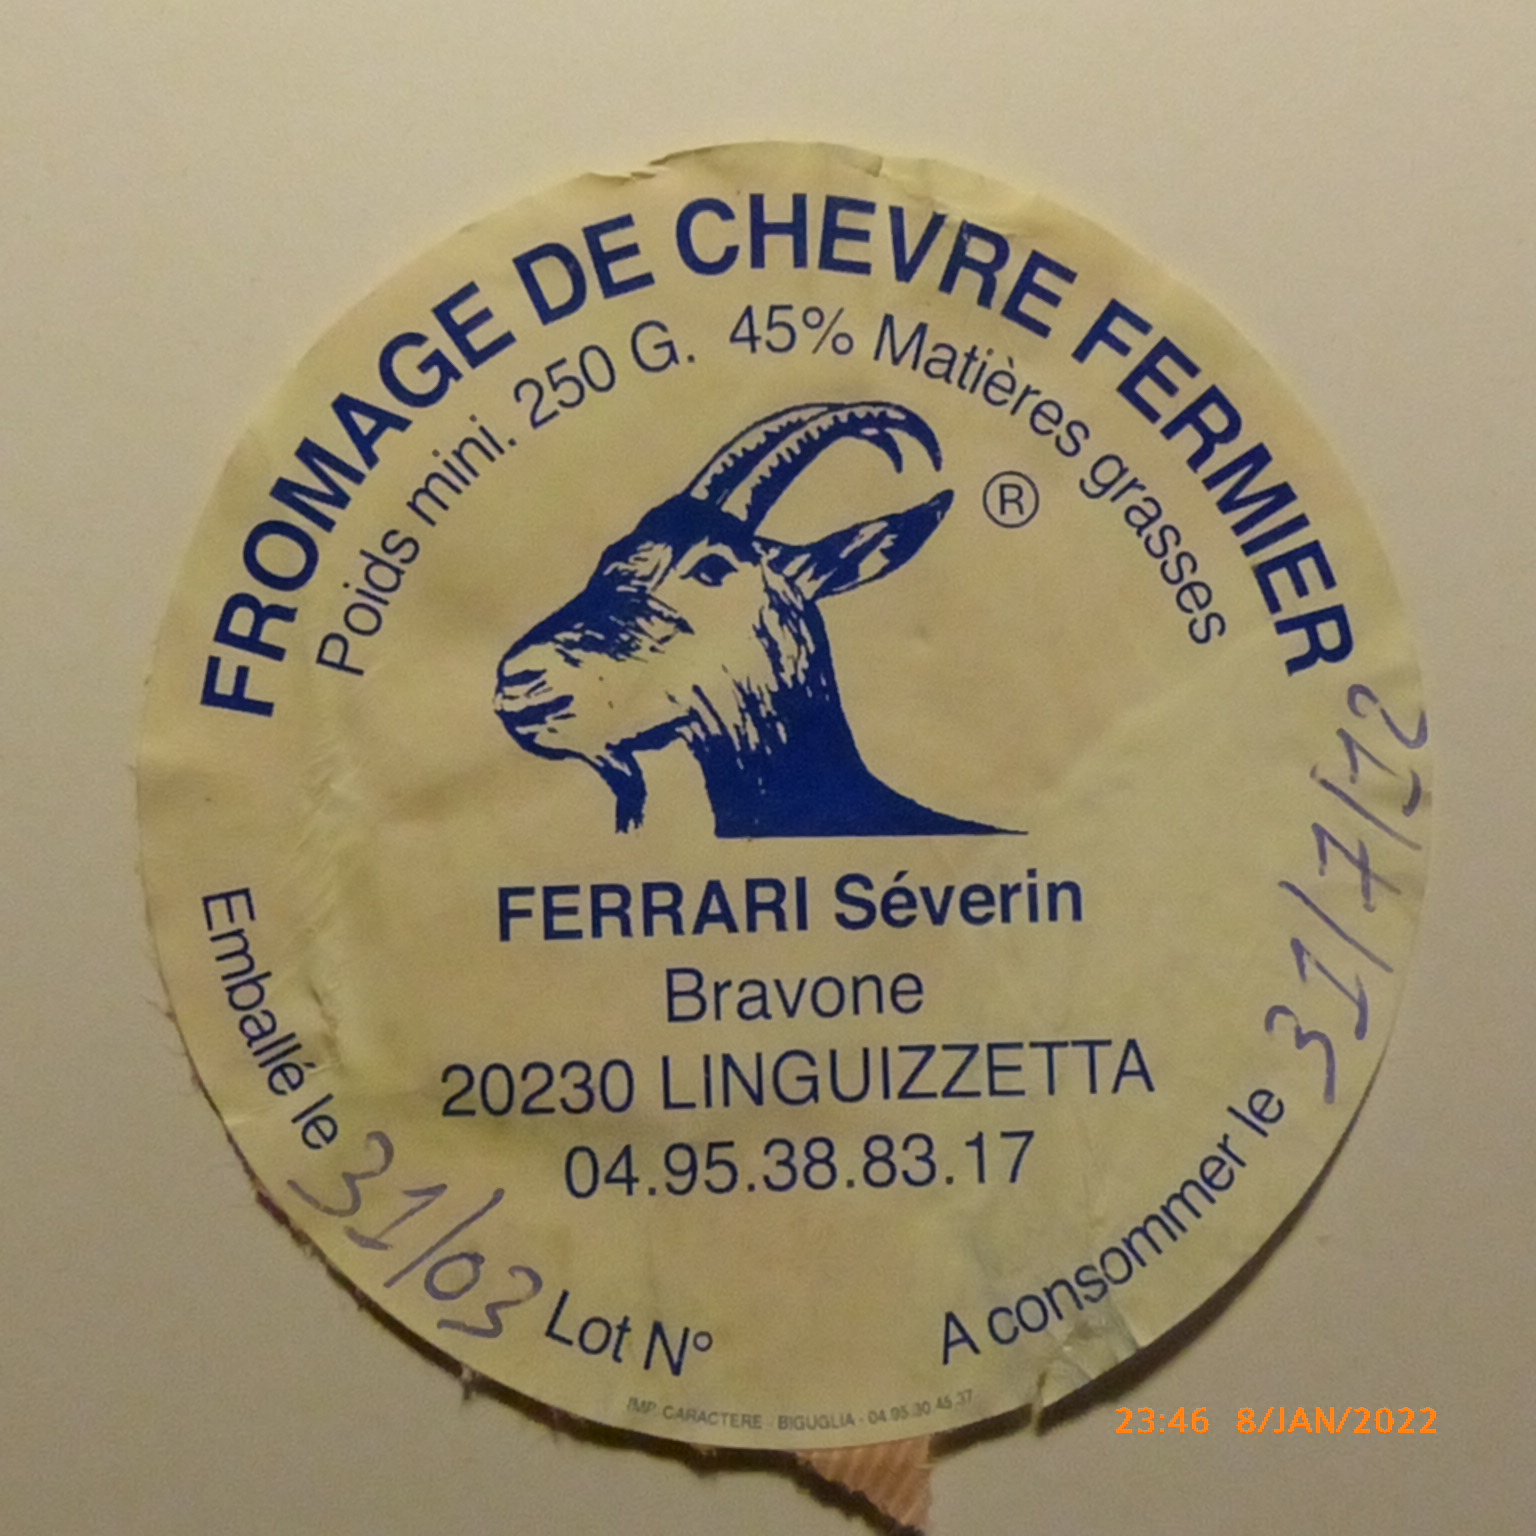 FROMAGE DE CHEVRE FERMIER
Poids mini. 250 G. 45% Matières grasses
®
FERRARI Séverin
Bravone
20230 LINGUIZZETTA
04.95.38.83.17
Emballé le 31/03
Lot N°
A consommer le 31/7/12
IMP. CARACTERE - BIGUGLIA - 04.95.30.45.37
23:46 8/JAN/2022